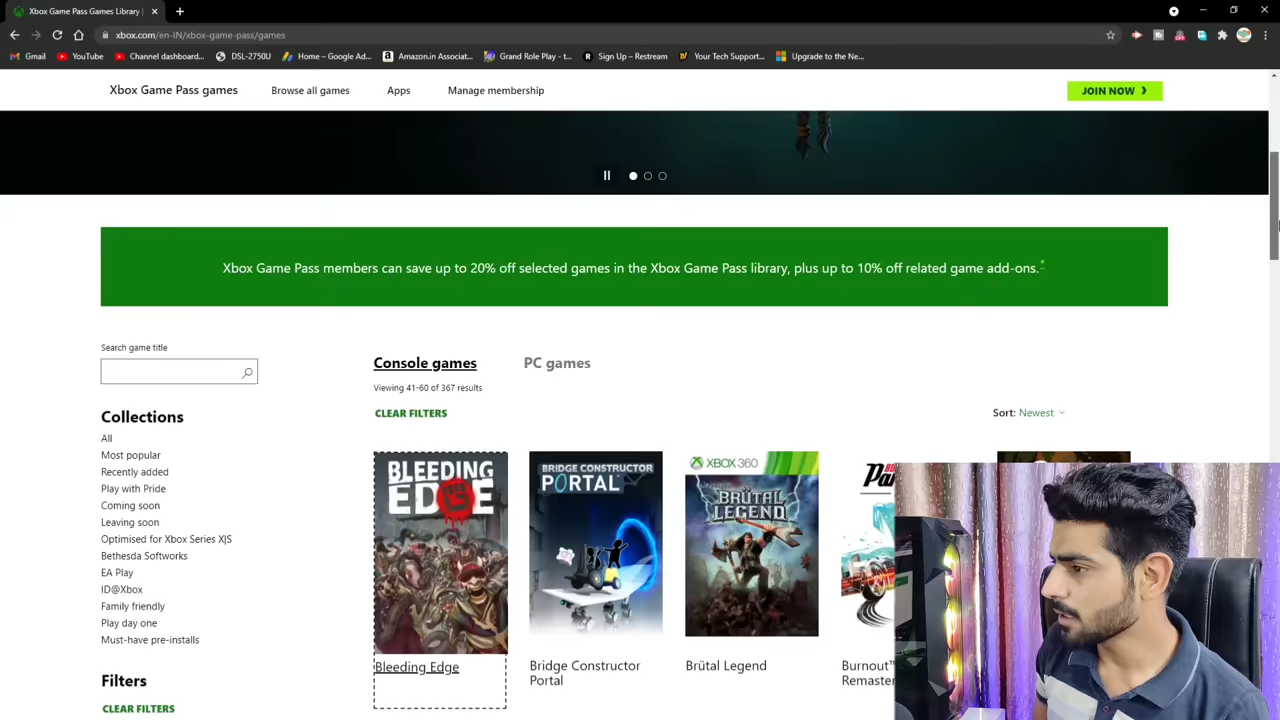 Xbox Game Pass Games Library |
xbox.com/en-IN/xbox-game-pass/games
Gmail YouTube Channel dashboard... DSL-2750U Home – Google Ad... Amazon.in Associat... Grand Role Play - t... Sign Up – Restream Your Tech Support... Upgrade to the Ne...
Xbox Game Pass games Browse all games Apps Manage membership JOIN NOW
Xbox Game Pass members can save up to 20% off selected games in the Xbox Game Pass library, plus up to 10% off related game add-ons.*
Search game title
Console games PC games
Viewing 41-60 of 367 results
CLEAR FILTERS
Sort: Newest
Collections
All
Most popular
Recently added
Play with Pride
Coming soon
Leaving soon
Optimised for Xbox Series X|S
Bethesda Softworks
EA Play
ID@Xbox
Family friendly
Play day one
Must-have pre-installs
Filters
CLEAR FILTERS
BLEEDING
EDGE
Bleeding Edge
BRIDGE CONSTRUCTOR
PORTAL
Bridge Constructor
Portal
XBOX 360
BRÜTAL
LEGEND
Brütal Legend
Burnout™